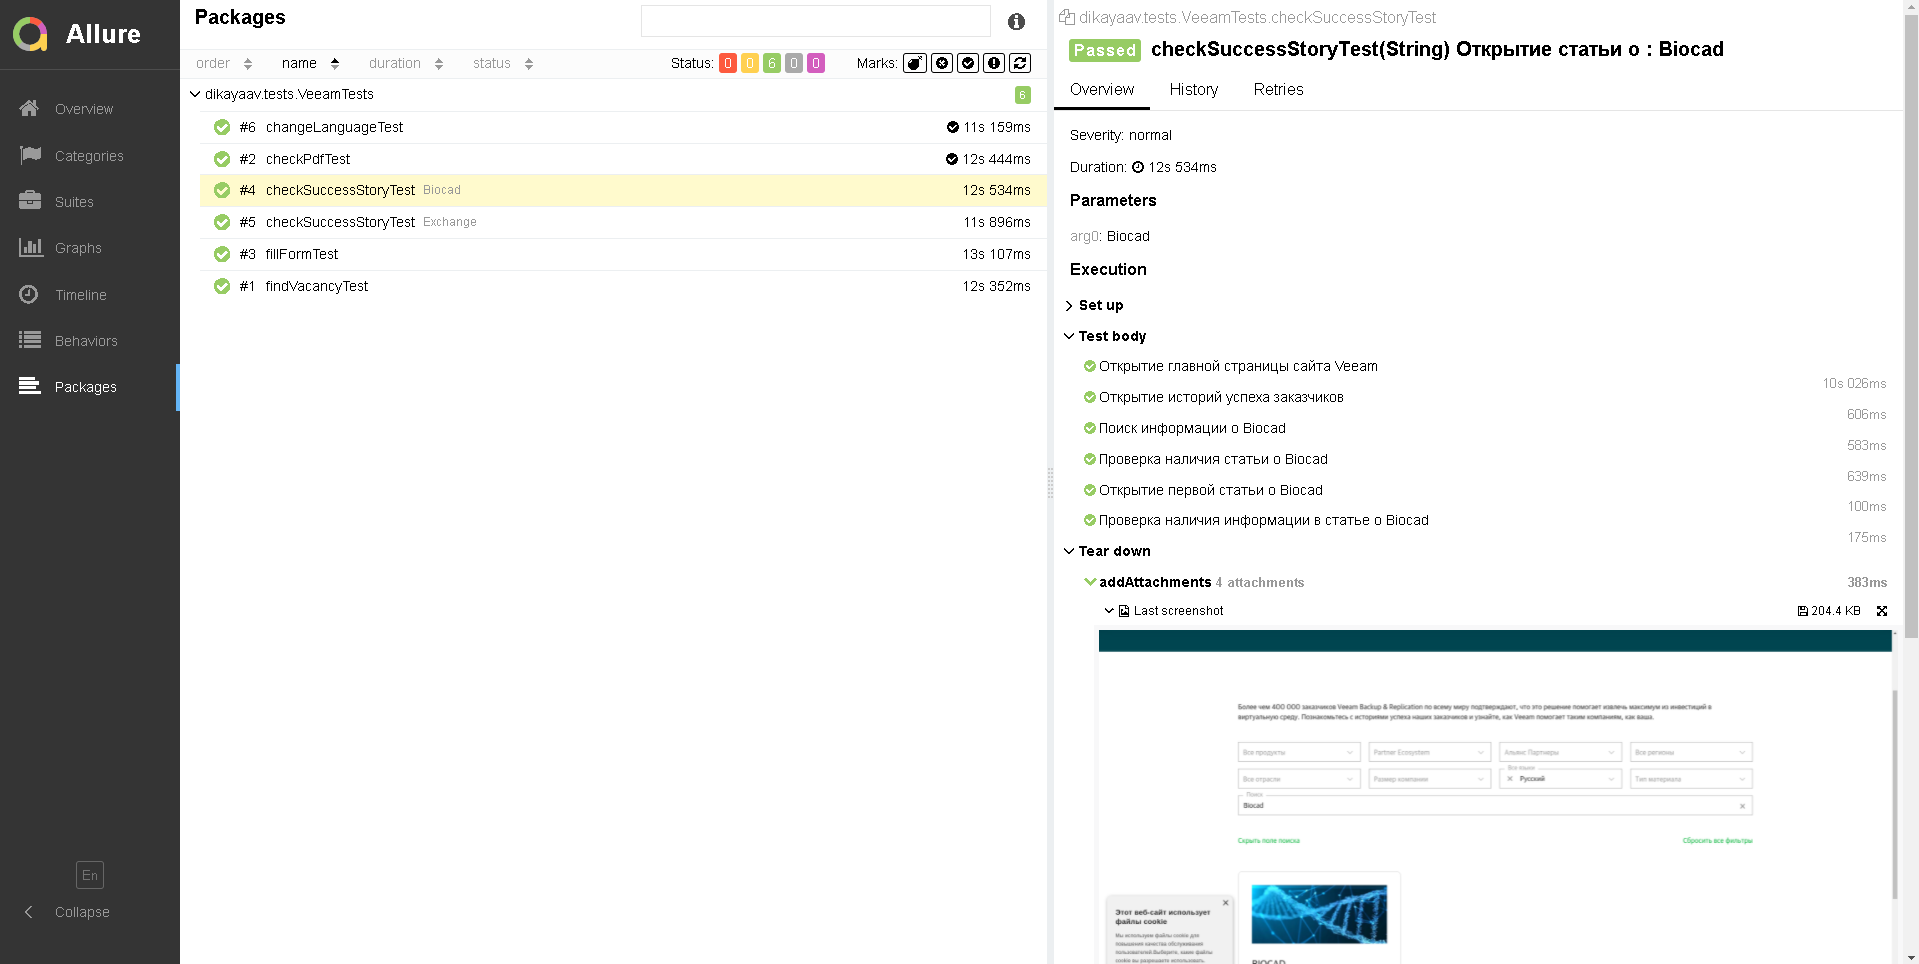 Allure
Overview
Categories
Suites
Graphs
Timeline
Behaviors
Packages
En
Collapse
Packages
order name duration status Status: 0 0 6 0 0 Marks:
dikayaav.tests.VeeamTests 6
#6 changeLanguageTest 11s 159ms
#2 checkPdfTest 12s 444ms
#4 checkSuccessStoryTest Biocad 12s 534ms
#5 checkSuccessStoryTest Exchange 11s 896ms
#3 fillFormTest 13s 107ms
#1 findVacancyTest 12s 352ms
dikayaav.tests.VeeamTests.checkSuccessStoryTest
Passed checkSuccessStoryTest(String) Открытие статьи о : Biocad
Overview History Retries
Severity: normal
Duration: 12s 534ms
Parameters
arg0: Biocad
Execution
Set up
Test body
Открытие главной страницы сайта Veeam
10s 026ms
Открытие историй успеха заказчиков
606ms
Поиск информации о Biocad
583ms
Проверка наличия статьи о Biocad
639ms
Открытие первой статьи о Biocad
100ms
Проверка наличия информации в статье о Biocad
175ms
Tear down
addAttachments 4 attachments 383ms
Last screenshot 204.4 KB
Более чем 400 000 заказчиков Veeam Backup & Replication по всему миру подтверждают, что это решение помогает извлечь максимум из инвестиций в
виртуальную среду. Познакомьтесь с историями успеха наших заказчиков и узнайте, как Veeam помогает таким компаниям, как ваша.
Все продукты Partner Ecosystem Альянс Партнеры Все регионы
Все языки
Все отрасли Размер компании Русский Тип материала
Поиск
Biocad
Скрыть поле поиска Сбросить все фильтры
Этот веб-сайт использует
файлы cookie
Мы используем файлы cookie для
повышения качества обслуживания
пользователей.Выберите, какие файлы
cookie вы разрешаете использовать.
BIOCAD